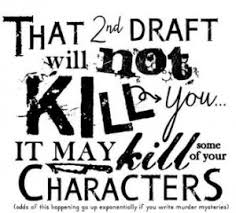 THAT 2nd DRAFT
will not
KILL You...
IT MAY kill some of your
CHARACTERS
(odds of this happening go up exponentially if you write murder mysteries)